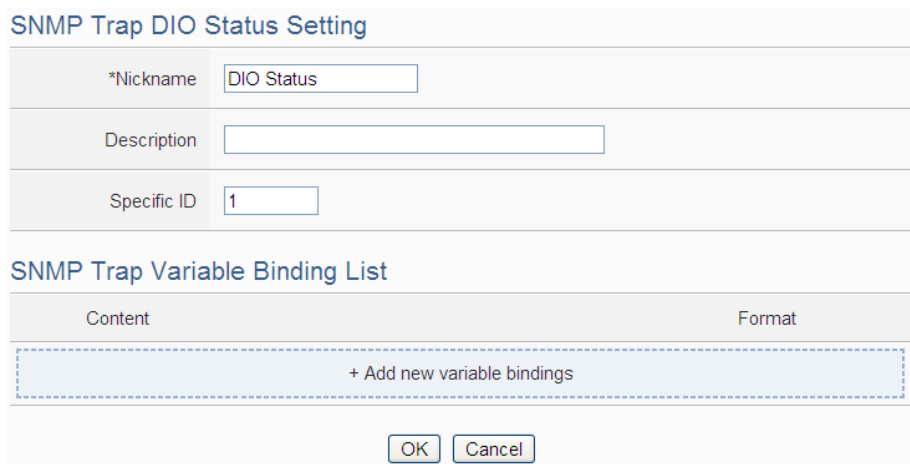 SNMP Trap DIO Status Setting
*Nickname DIO Status
Description
Specific ID 1
SNMP Trap Variable Binding List
Content Format
+ Add new variable bindings
OK Cancel